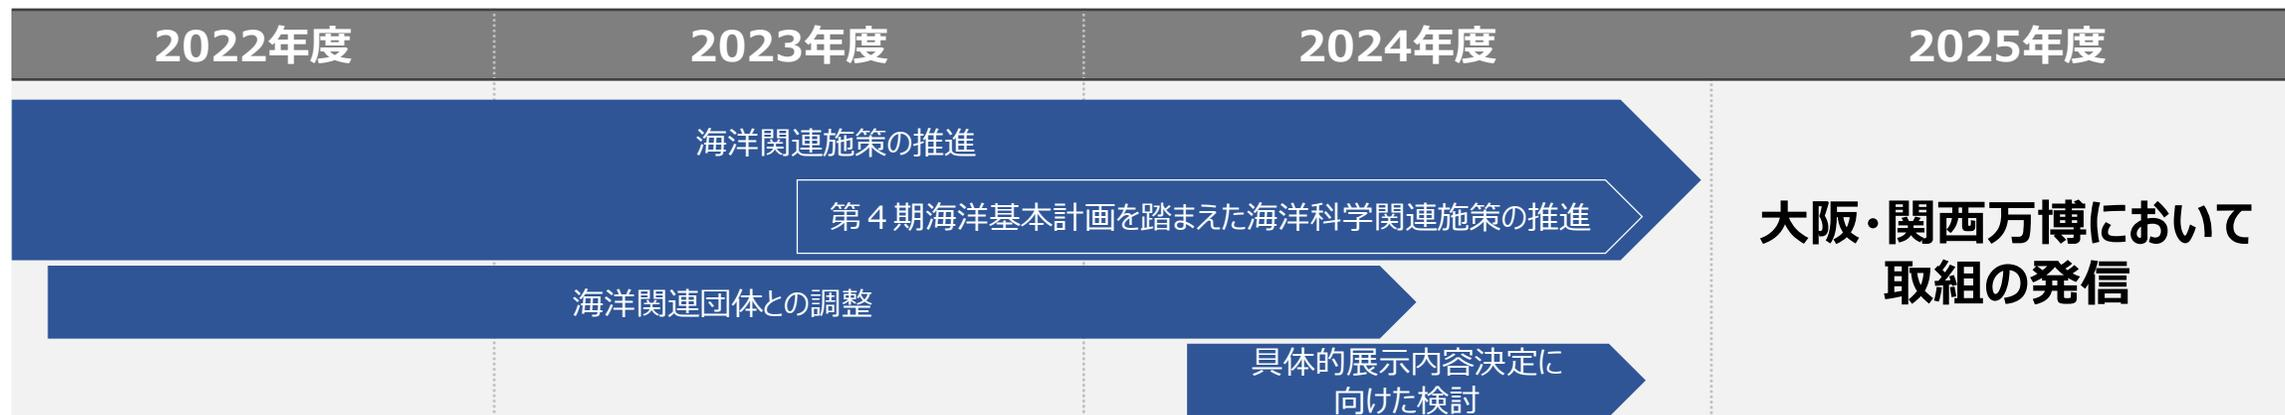 2022年度 2023年度 2024年度 2025年度
海洋関連施策の推進
第４期海洋基本計画を踏まえた海洋科学関連施策の推進
海洋関連団体との調整
具体的展示内容決定に
向けた検討
大阪・関西万博において
取組の発信